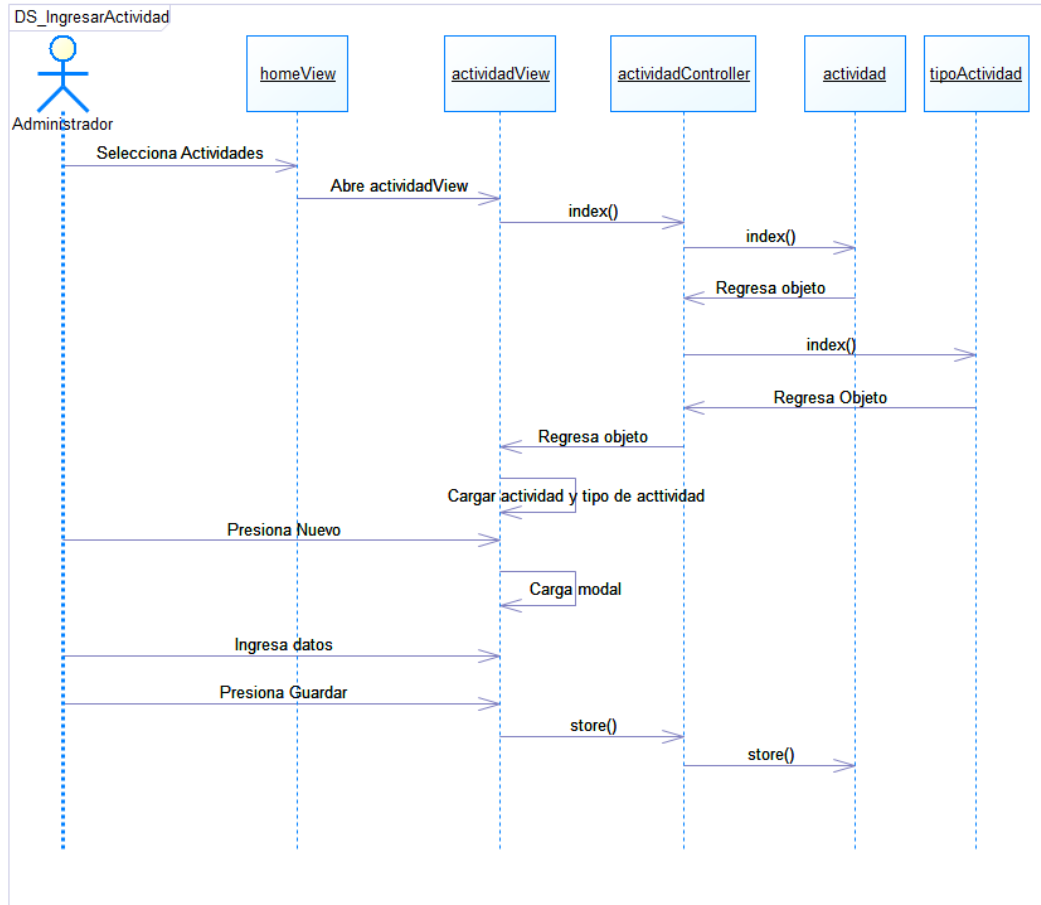 DS_IngresarActividad
homeView
actividadView
actividadController
actividad
tipoActividad
Administrador
Selecciona Actividades
Abre actividadView
index()
index()
Regresa objeto
index()
Regresa Objeto
Regresa objeto
Cargar actividad y tipo de acttividad
Presiona Nuevo
Carga modal
Ingresa datos
Presiona Guardar
store()
store()